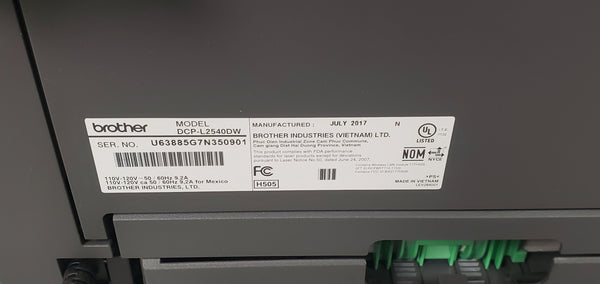 brother
MODEL
DCP-L2540DW
SER. NO. U63885G7N350901
110V-120V~ 50/60Hz 9.2A
110V-120V ca 50/60Hz 9.2A for Mexico
BROTHER INDUSTRIES, LTD.
MANUFACTURED: JULY 2017 N
BROTHER INDUSTRIES (VIETNAM) LTD.
Phuc Dien Industrial Zone, Cam Phuc Commune,
Cam giang Dist Hai Duong Province, Vietnam.
This product complies with FDA performance
standards for laser products except for deviations
pursuant to Laser Notice No.50, dated June 24, 2007.
FC
H505
UL
LISTED
I.T.E.
NOM
NYCE
MADE IN VIETNAM